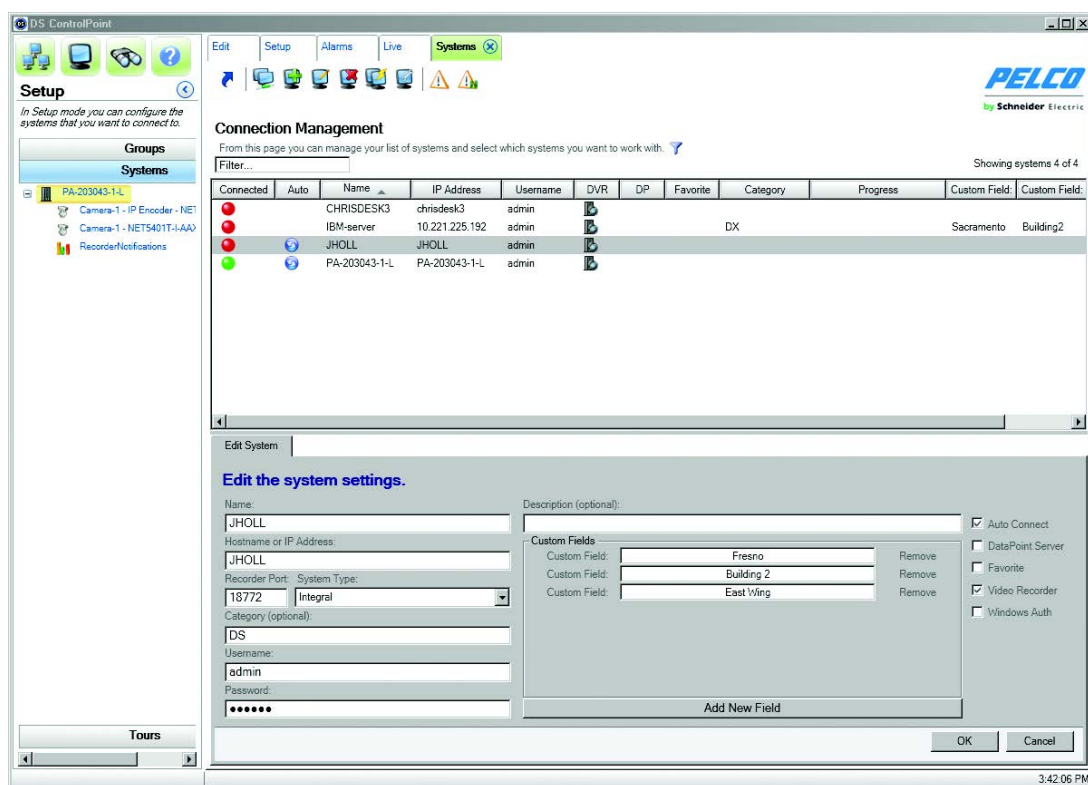 DS ControlPoint
Setup
In Setup mode you can configure the
systems that you want to connect to.
Groups
Systems
PA-203043-1-L
Camera-1 - IP Encoder - NET
Camera-1 - NET5401T-I-AAX
RecorderNotifications
Tours
Edit Setup Alarms Live Systems
PELCO
by Schneider Electric
Connection Management
From this page you can manage your list of systems and select which systems you want to work with.
Filter...
Showing systems 4 of 4
Connected Auto Name IP Address Username DVR DP Favorite Category Progress Custom Field: Custom Field:
CHRISDESK3 chrisdesk3 admin
IBM-server 10.221.225.192 admin DX Sacramento Building2
JHOLL JHOLL admin
PA-203043-1-L PA-203043-1-L admin
Edit System
Edit the system settings.
Name:
JHOLL
Hostname or IP Address:
JHOLL
Recorder Port: System Type:
18772 Integral
Category (optional):
DS
Username:
admin
Password:
●●●●●●
Description (optional):
Custom Fields
Custom Field: Fresno Remove
Custom Field: Building 2 Remove
Custom Field: East Wing Remove
Add New Field
Auto Connect
DataPoint Server
Favorite
Video Recorder
Windows Auth
OK Cancel
3:42:06 PM